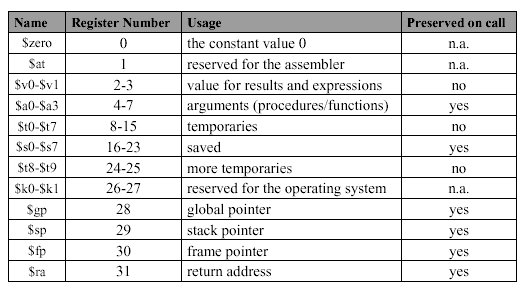 Name Register Number Usage Preserved on call
$zero 0 the constant value 0 n.a.
$at 1 reserved for the assembler n.a.
$v0-$v1 2-3 value for results and expressions no
$a0-$a3 4-7 arguments (procedures/functions) yes
$t0-$t7 8-15 temporaries no
$s0-$s7 16-23 saved yes
$t8-$t9 24-25 more temporaries no
$k0-$k1 26-27 reserved for the operating system n.a.
$gp 28 global pointer yes
$sp 29 stack pointer yes
$fp 30 frame pointer yes
$ra 31 return address yes